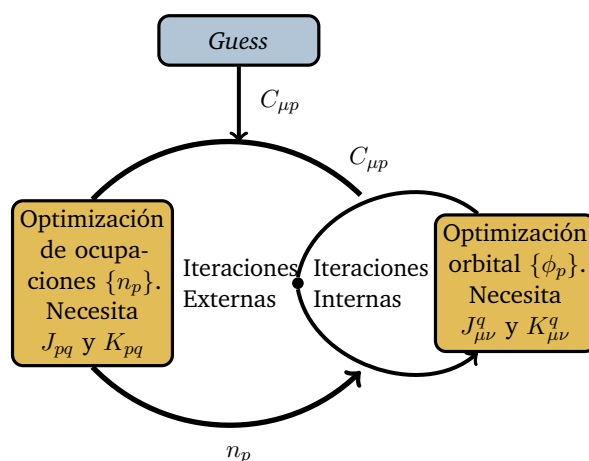 Guess
C_{μp}
C_{μp}
Optimización
de ocupa-
ciones {n_p}.
Necesita
J_{pq} y K_{pq}
Iteraciones
Externas
Iteraciones
Internas
Optimización
orbital {ϕ_p}.
Necesita
J^q_{μν} y K^q_{μν}
n_p